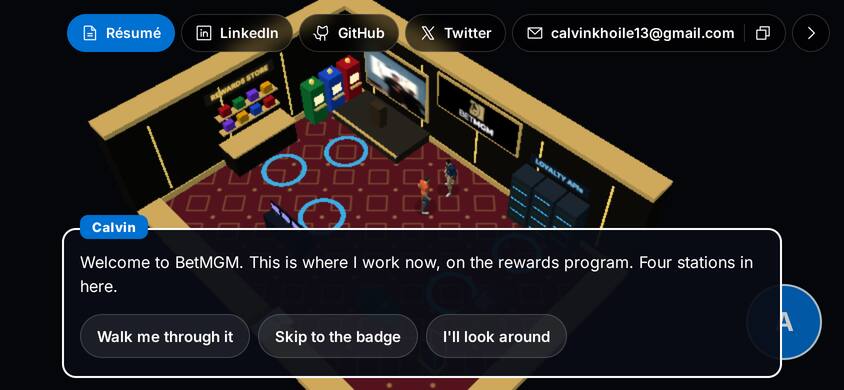 Résumé
LinkedIn
GitHub
Twitter
calvinkhoile13@gmail.com
REWARDS STORE
BETMGM
LOYALTY APIs
Calvin
Welcome to BetMGM. This is where I work now, on the rewards program. Four stations in
here.
Walk me through it
Skip to the badge
I'll look around
A